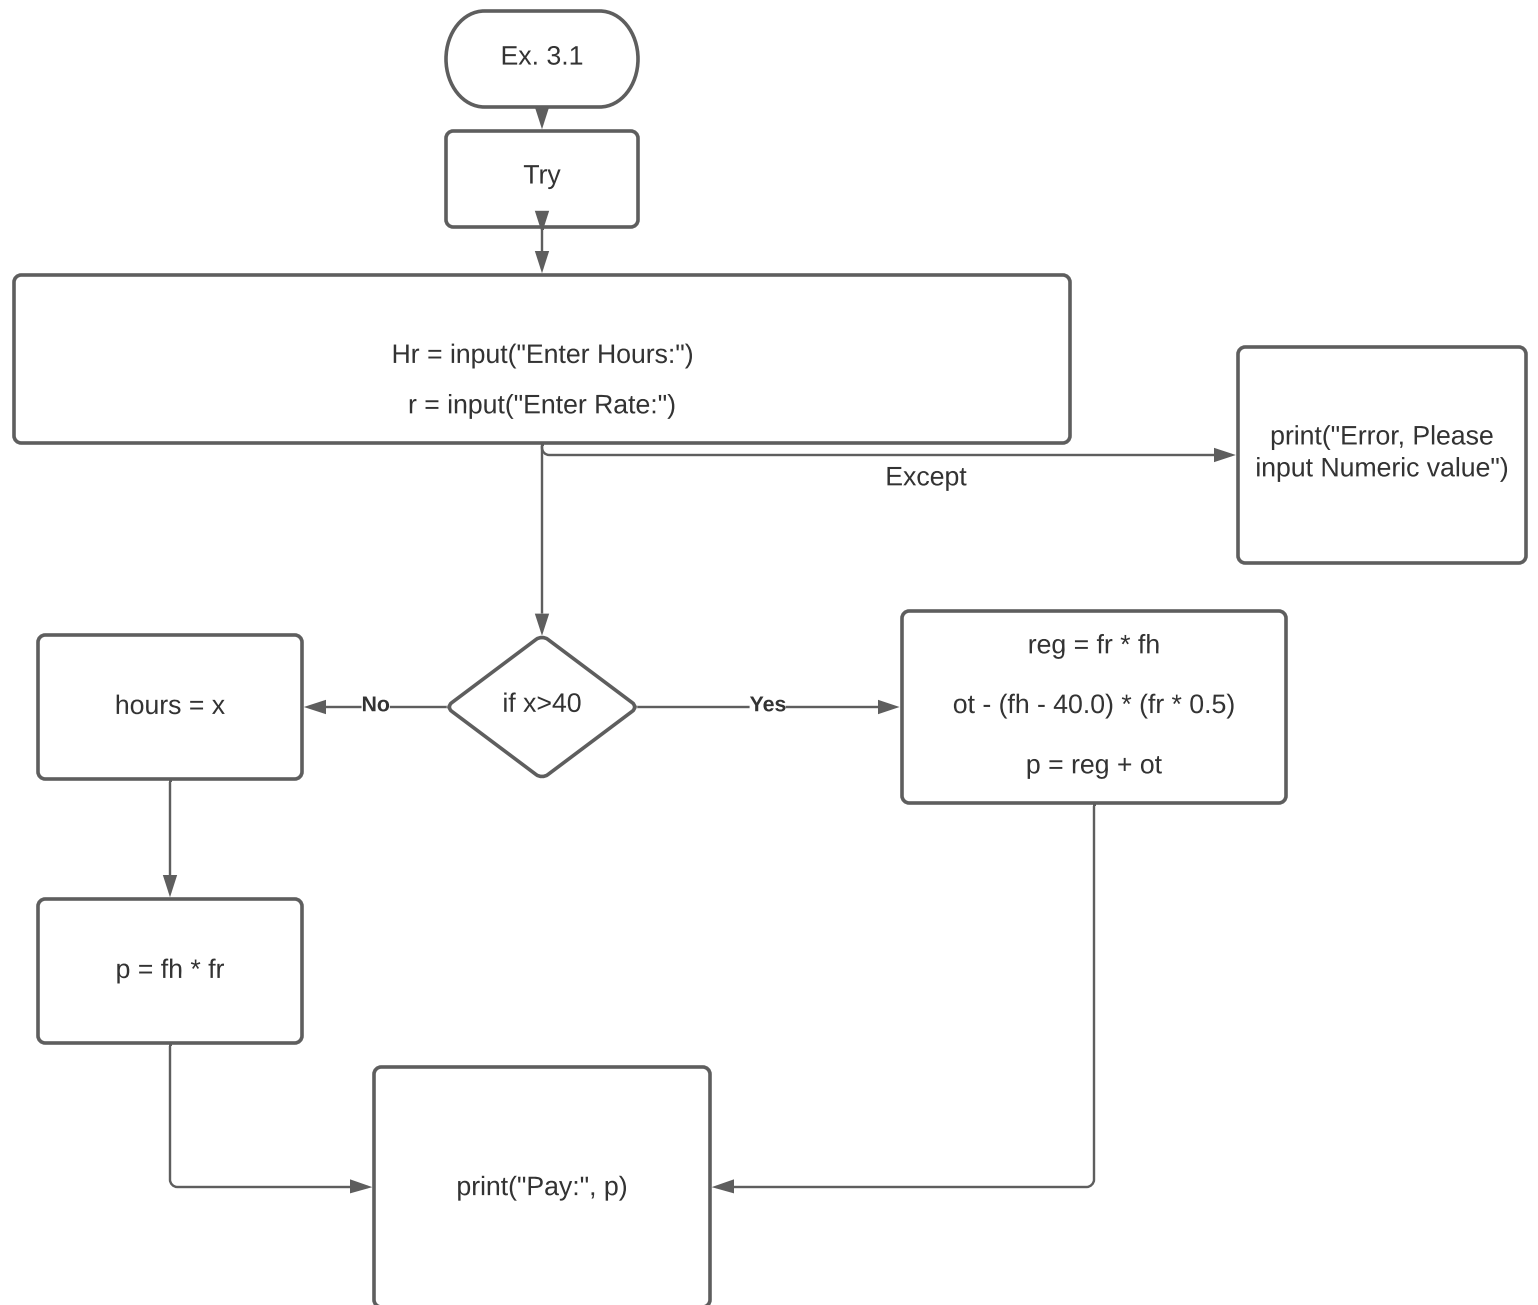 Ex. 3.1
Try
Hr = input("Enter Hours:")
r = input("Enter Rate:")
print("Error, Please
input Numeric value")
Except
reg = fr * fh
ot - (fh - 40.0) * (fr * 0.5)
p = reg + ot
hours = x
No
if x>40
Yes
p = fh * fr
print("Pay:", p)